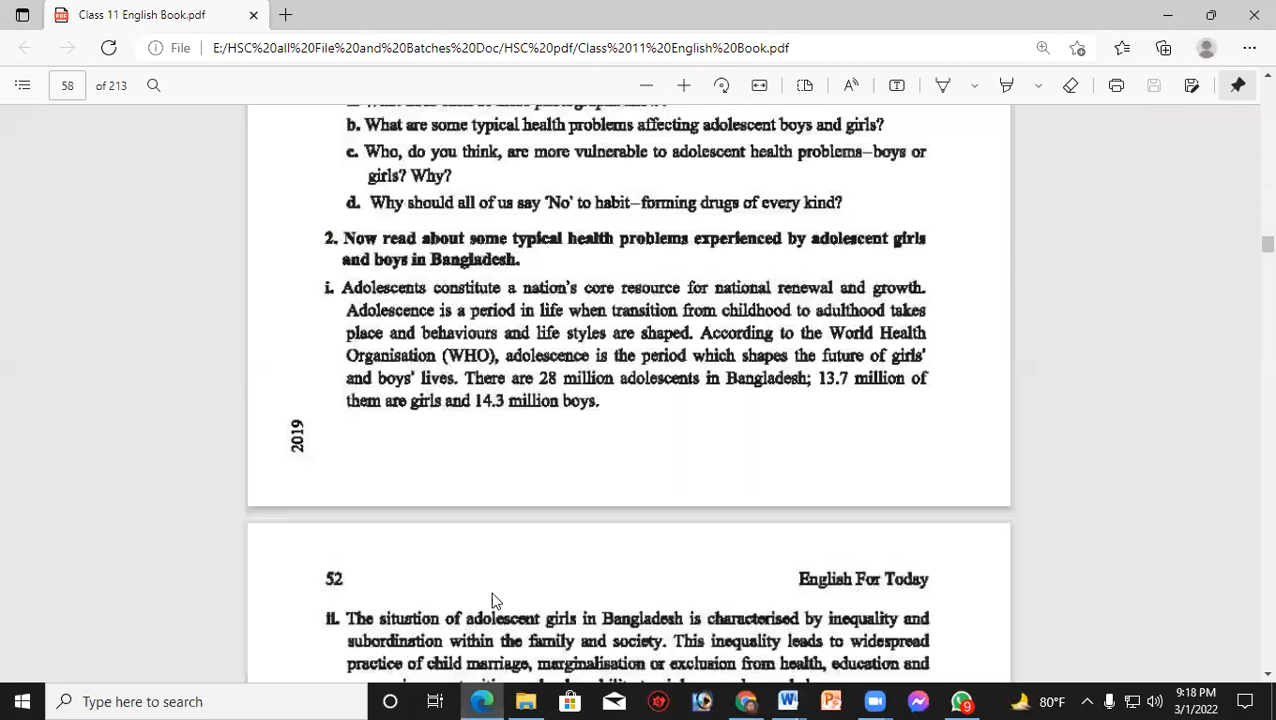 Class 11 English Book.pdf
File
E:/HSC%20all%20File%20and%20Batches%20Doc/HSC%20pdf/Class%2011%20English%20Book.pdf
58 of 213
b. What are some typical health problems affecting adolescent boys and girls?
c. Who, do you think, are more vulnerable to adolescent health problems–boys or
girls? Why?
d. Why should all of us say ‘No’ to habit–forming drugs of every kind?
2. Now read about some typical health problems experienced by adolescent girls
and boys in Bangladesh.
i. Adolescents constitute a nation’s core resource for national renewal and growth.
Adolescence is a period in life when transition from childhood to adulthood takes
place and behaviours and life styles are shaped. According to the World Health
Organisation (WHO), adolescence is the period which shapes the future of girls’
and boys’ lives. There are 28 million adolescents in Bangladesh; 13.7 million of
them are girls and 14.3 million boys.
2019
52 English For Today
ii. The situation of adolescent girls in Bangladesh is characterised by inequality and
subordination within the family and society. This inequality leads to widespread
practice of child marriage, marginalisation or exclusion from health, education and
Type here to search
9
80°F
9:18 PM
3/1/2022